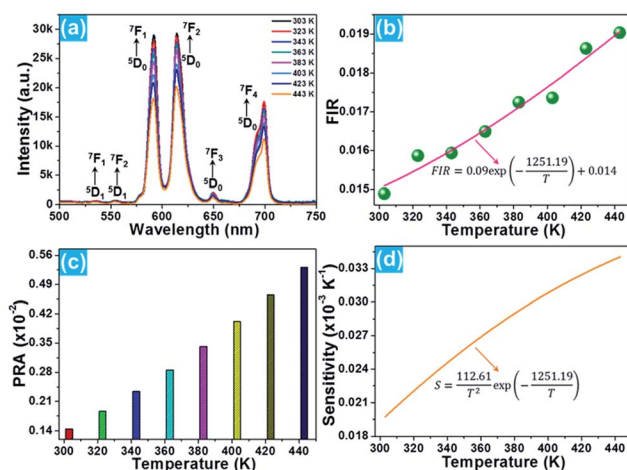 (a)
30k
25k
20k
15k
10k
5k
0
Intensity (a.u.)
⁷F₁
⁵D₁
⁷F₂
⁵D₁
⁷F₁
⁵D₀
⁷F₂
⁵D₀
⁷F₃
⁵D₀
⁷F₄
⁵D₀
303 K
323 K
343 K
363 K
383 K
403 K
423 K
443 K
500 550 600 650 700 750
Wavelength (nm)
(b)
0.019
0.018
0.017
0.016
0.015
FIR
FIR = 0.09exp(−1251.19/T) + 0.014
300 320 340 360 380 400 420 440
Temperature (K)
(c)
0.56
0.49
0.42
0.35
0.28
0.21
0.14
PRA (x10⁻²)
300 320 340 360 380 400 420 440
Temperature (K)
(d)
0.033
0.030
0.027
0.024
0.021
0.018
Sensitivity (x10⁻³ K⁻¹)
S = 112.61/T² exp(−1251.19/T)
300 320 340 360 380 400 420 440
Temperature (K)